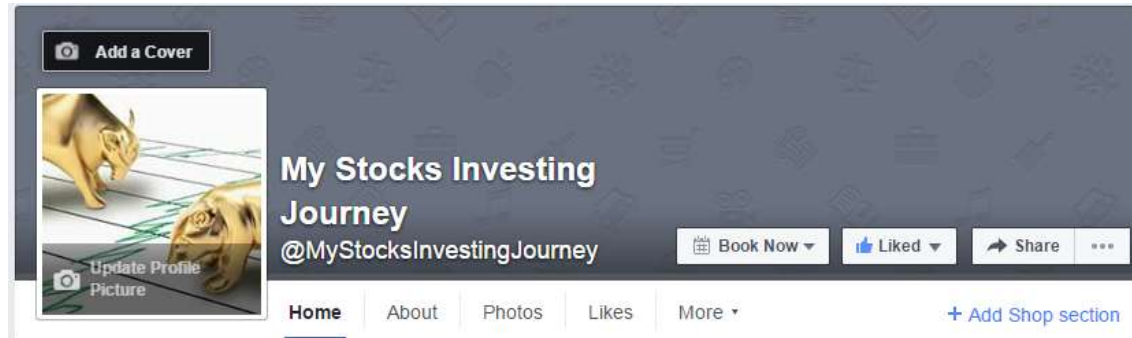 Add a Cover
My Stocks Investing
Journey
@MyStocksInvestingJourney
Update Profile
Picture
Book Now
Liked
Share
Home
About
Photos
Likes
More
+ Add Shop section